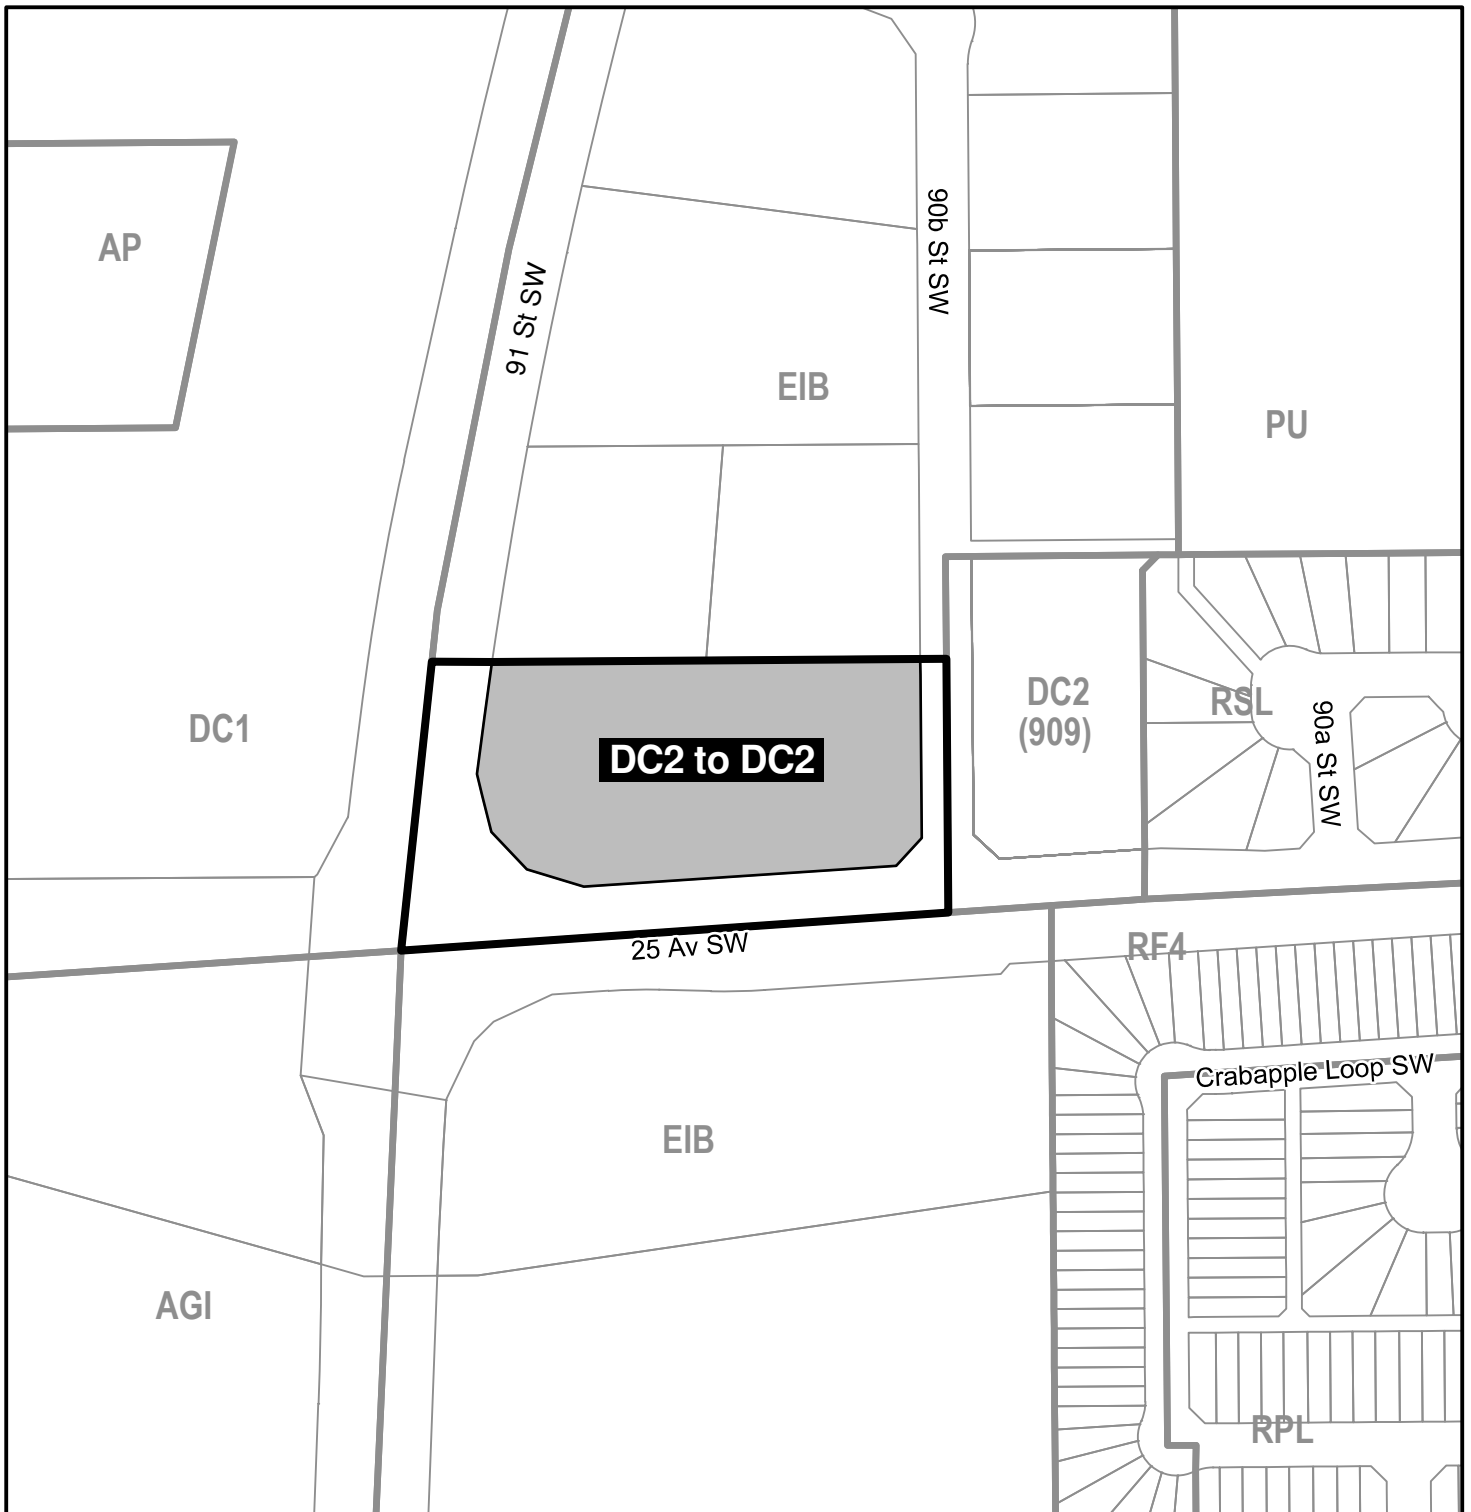 AP
91 St SW
90b St SW
EIB
PU
DC1
DC2 to DC2
DC2
(909)
RSL
90a St SW
25 Av SW
RF4
Crabapple Loop SW
EIB
AGI
RPL